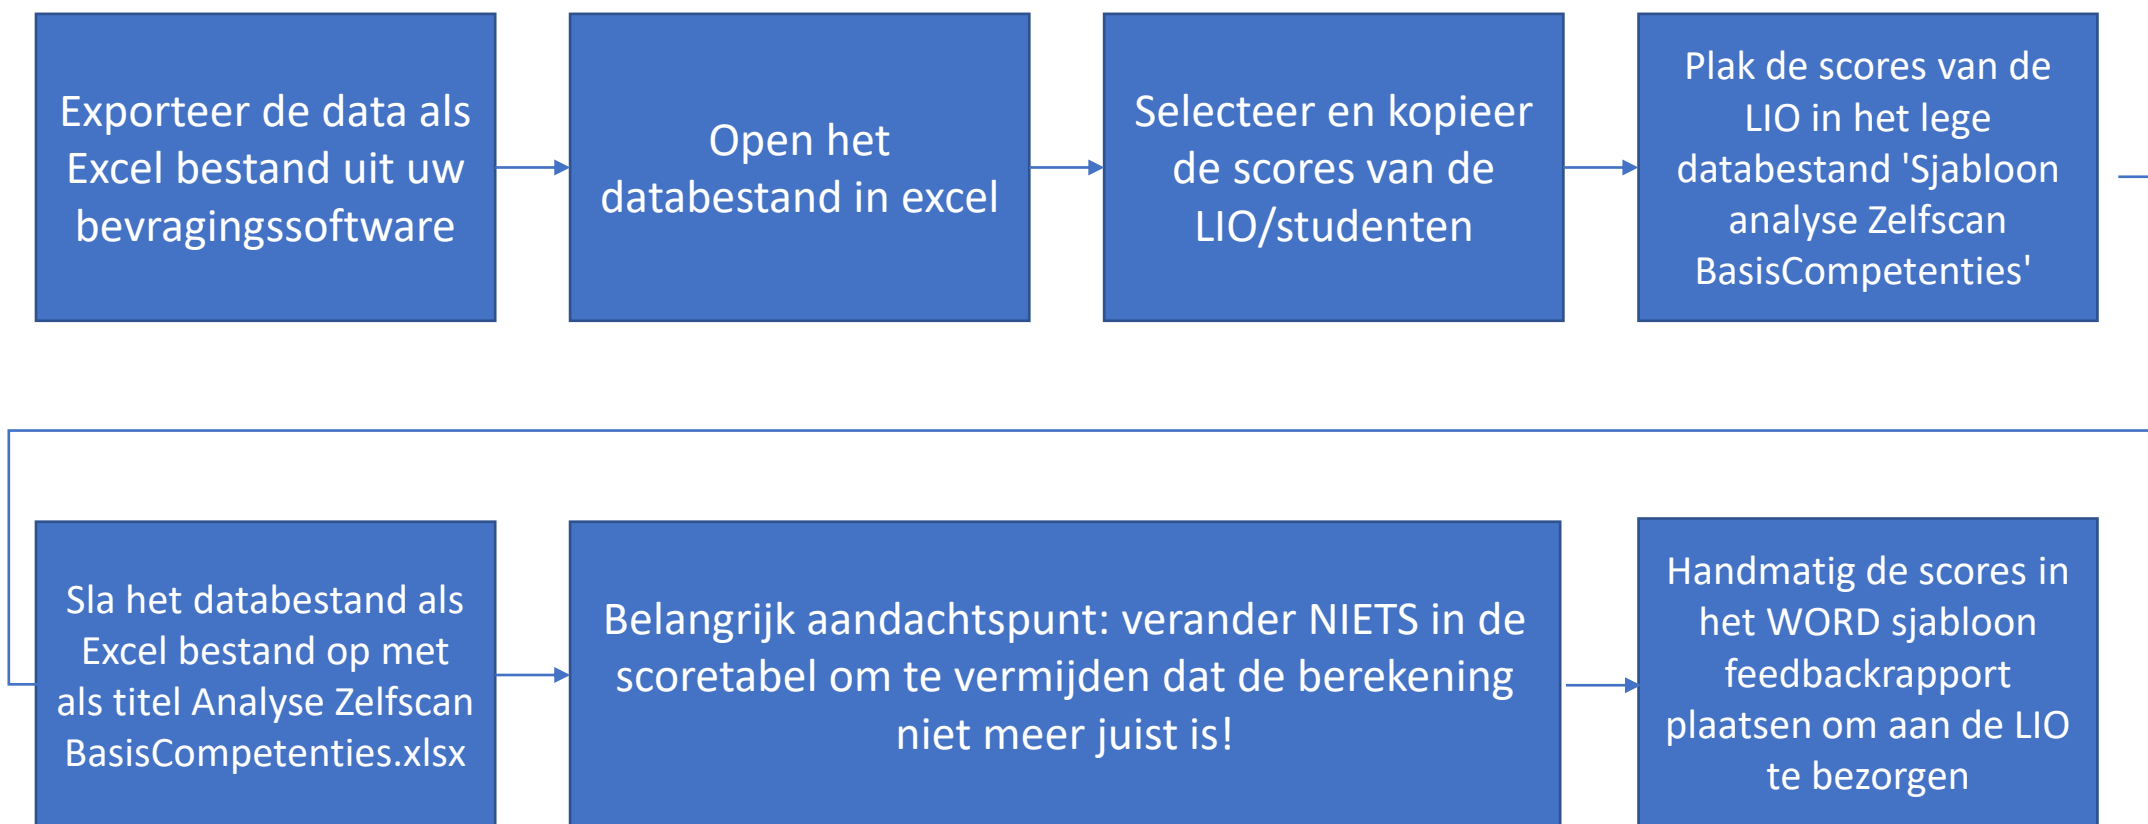 Exporteer de data als
Excel bestand uit uw
bevragingssoftware
Open het
databestand in excel
Selecteer en kopieer
de scores van de
LIO/studenten
Plak de scores van de
LIO in het lege
databestand 'Sjabloon
analyse Zelfscan
BasisCompetenties'
Sla het databestand als
Excel bestand op met
als titel Analyse Zelfscan
BasisCompetenties.xlsx
Belangrijk aandachtspunt: verander NIETS in de
scoretabel om te vermijden dat de berekening
niet meer juist is!
Handmatig de scores in
het WORD sjabloon
feedbackrapport
plaatsen om aan de LIO
te bezorgen